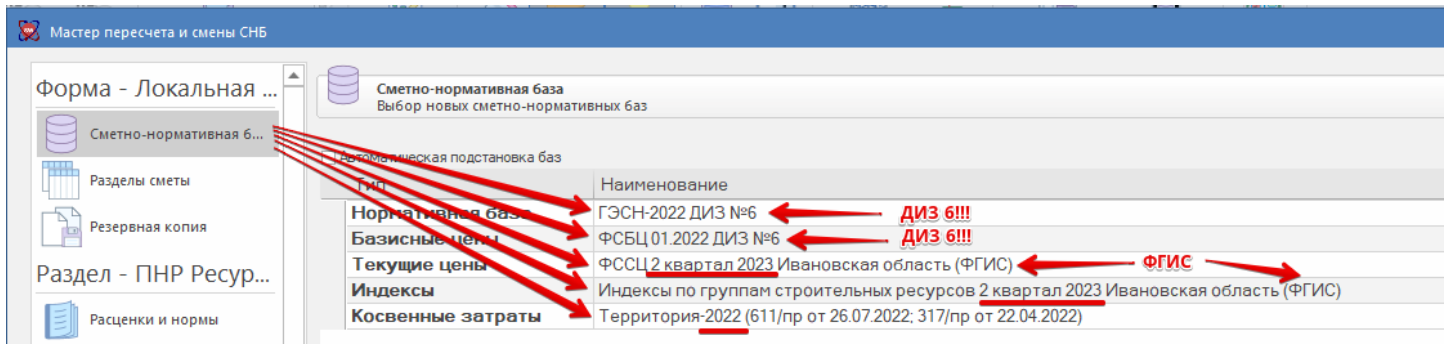 Мастер пересчета и смены СНБ
Форма - Локальная ...
Сметно-нормативная б...
Разделы сметы
Резервная копия
Раздел - ПНР Ресур...
Расценки и нормы
Сметно-нормативная база
Выбор новых сметно-нормативных баз
Автоматическая подстановка баз
Тип Наименование
Нормативная база ГЭСН-2022 ДИЗ №6 ДИЗ 6!!!
Базисные цены ФСБЦ 01.2022 ДИЗ №6 ДИЗ 6!!!
Текущие цены ФССЦ 2 квартал 2023 Ивановская область (ФГИС) ФГИС
Индексы Индексы по группам строительных ресурсов 2 квартал 2023 Ивановская область (ФГИС)
Косвенные затраты Территория-2022 (611/пр от 26.07.2022; 317/пр от 22.04.2022)